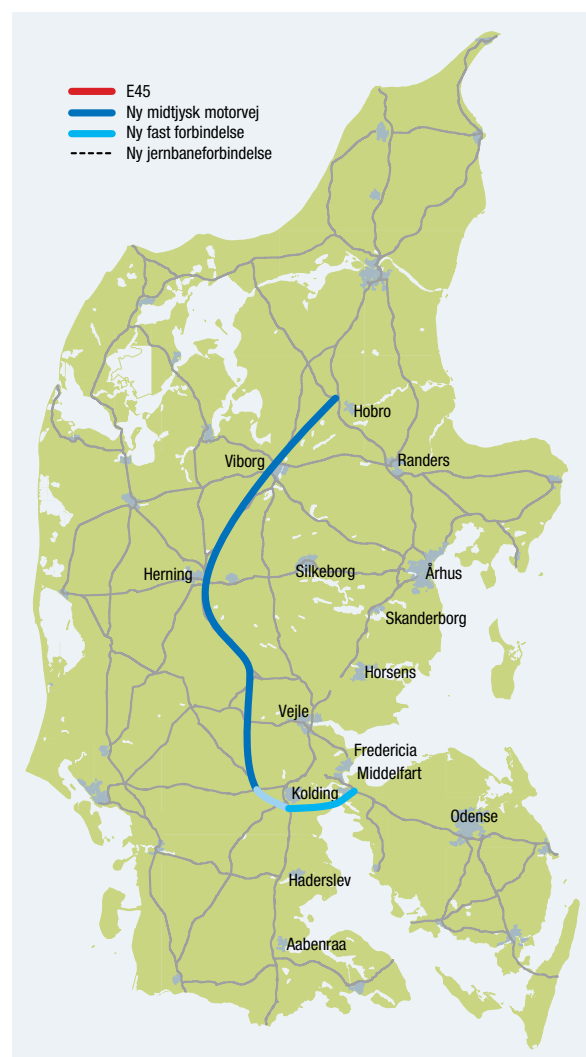 E45
Ny midtjysk motorvej
Ny fast forbindelse
Ny jernbaneforbindelse
Hobro
Viborg
Randers
Herning
Silkeborg
Århus
Skanderborg
Horsens
Vejle
Fredericia
Middelfart
Kolding
Odense
Haderslev
Aabenraa